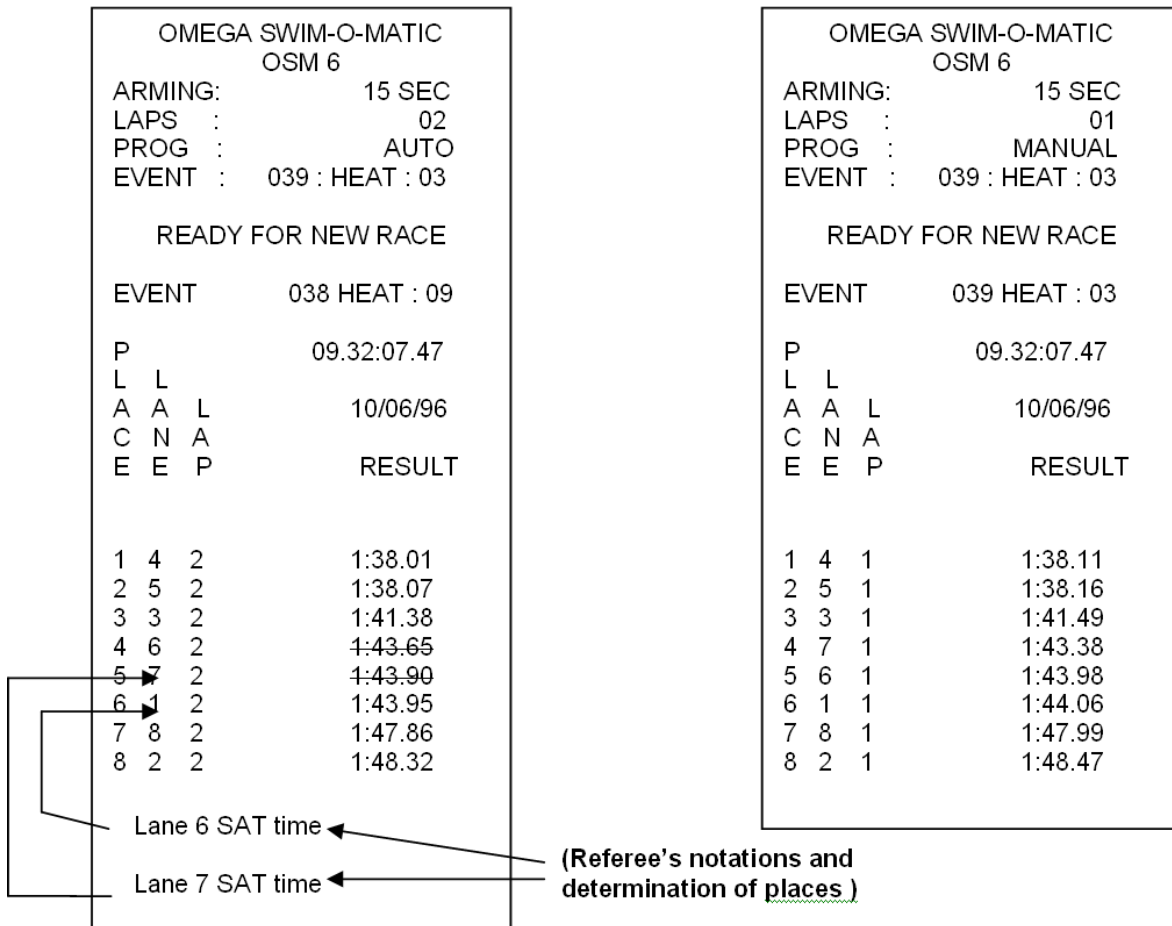 OMEGA SWIM-O-MATIC
OSM 6
ARMING: 15 SEC
LAPS : 02
PROG : AUTO
EVENT : 039 : HEAT : 03
READY FOR NEW RACE
EVENT 038 HEAT : 09
P 09.32:07.47
L L
A A L 10/06/96
C N A
E E P RESULT
1 4 2 1:38.01
2 5 2 1:38.07
3 3 2 1:41.38
4 6 2 1:43.65
5 7 2 1:43.90
6 1 2 1:43.95
7 8 2 1:47.86
8 2 2 1:48.32
Lane 6 SAT time
Lane 7 SAT time
(Referee's notations and
determination of places )
OMEGA SWIM-O-MATIC
OSM 6
ARMING: 15 SEC
LAPS : 01
PROG : MANUAL
EVENT : 039 : HEAT : 03
READY FOR NEW RACE
EVENT 039 HEAT : 03
P 09.32:07.47
L L
A A L 10/06/96
C N A
E E P RESULT
1 4 1 1:38.11
2 5 1 1:38.16
3 3 1 1:41.49
4 7 1 1:43.38
5 6 1 1:43.98
6 1 1 1:44.06
7 8 1 1:47.99
8 2 1 1:48.47